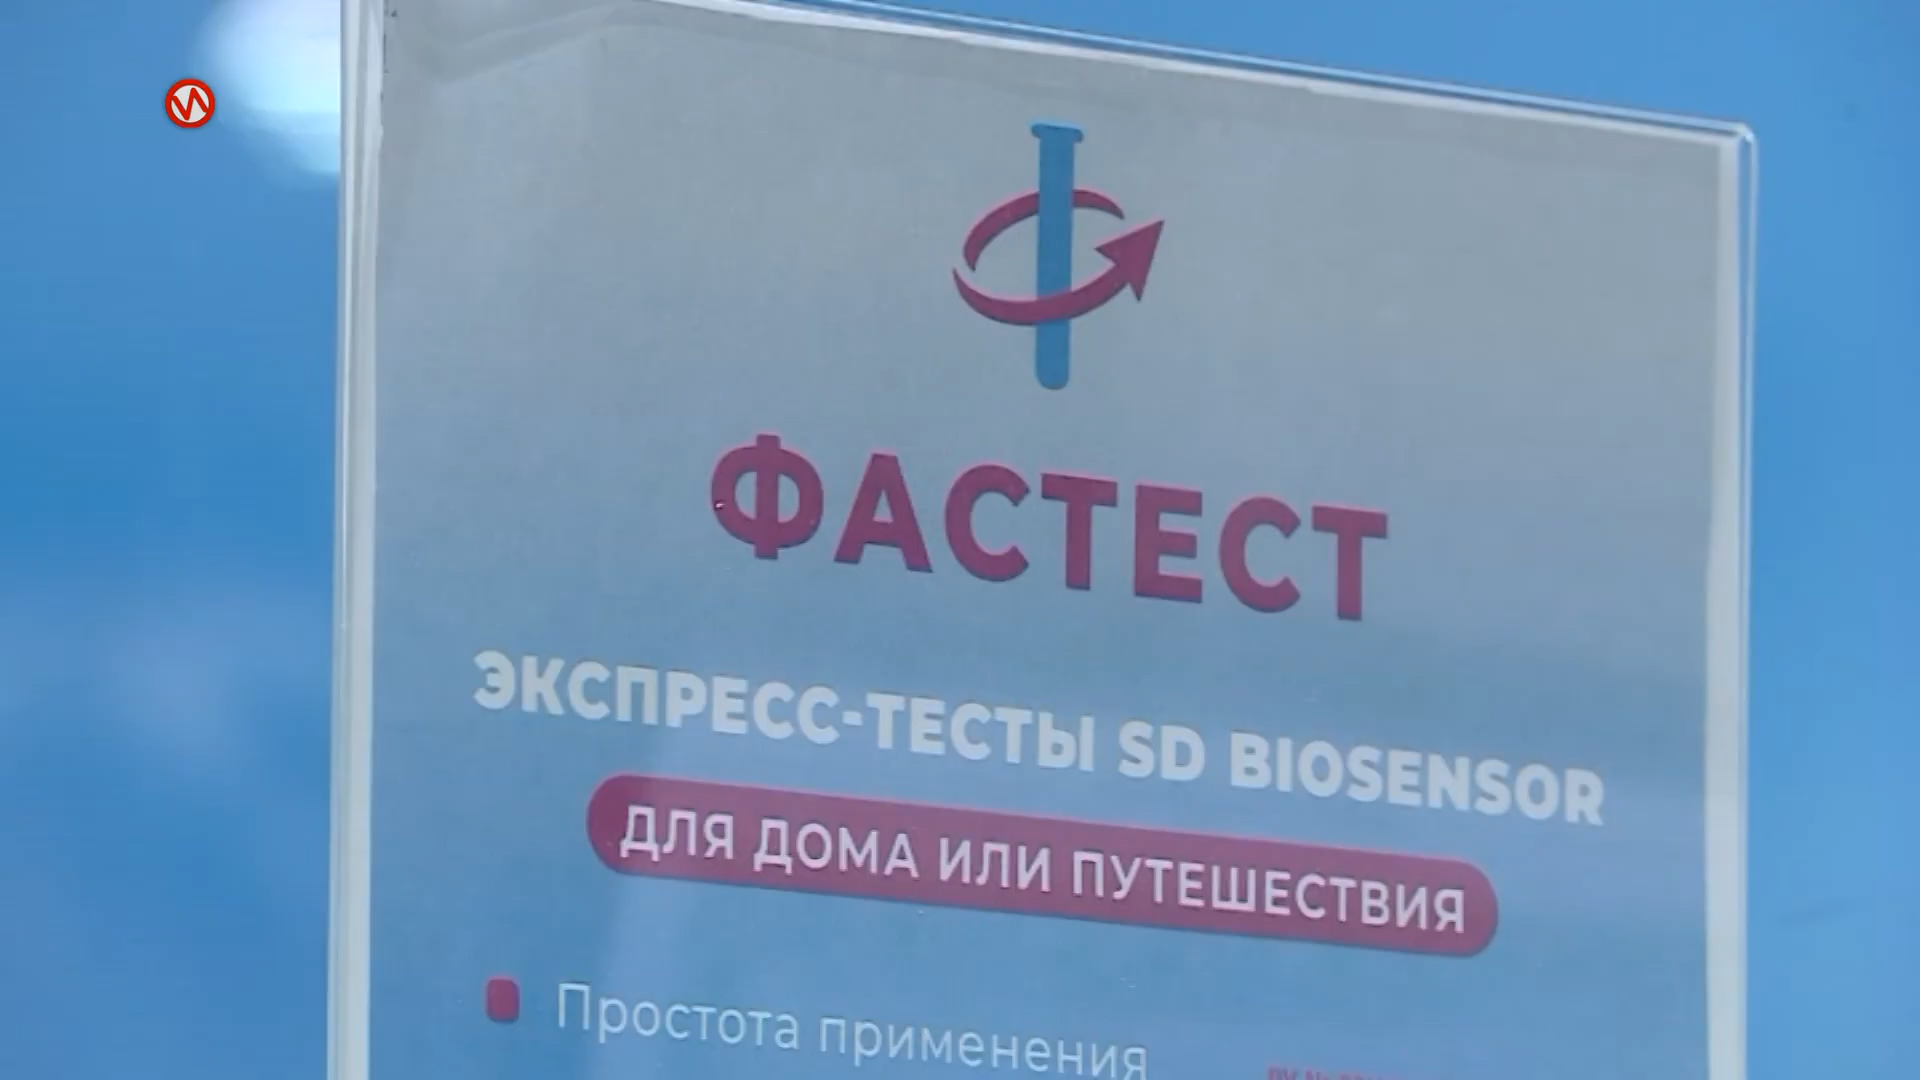 ФАСТЕСТ
ЭКСПРЕСС-ТЕСТЫ SD BIOSENSOR
ДЛЯ ДОМА ИЛИ ПУТЕШЕСТВИЯ
Простота применения